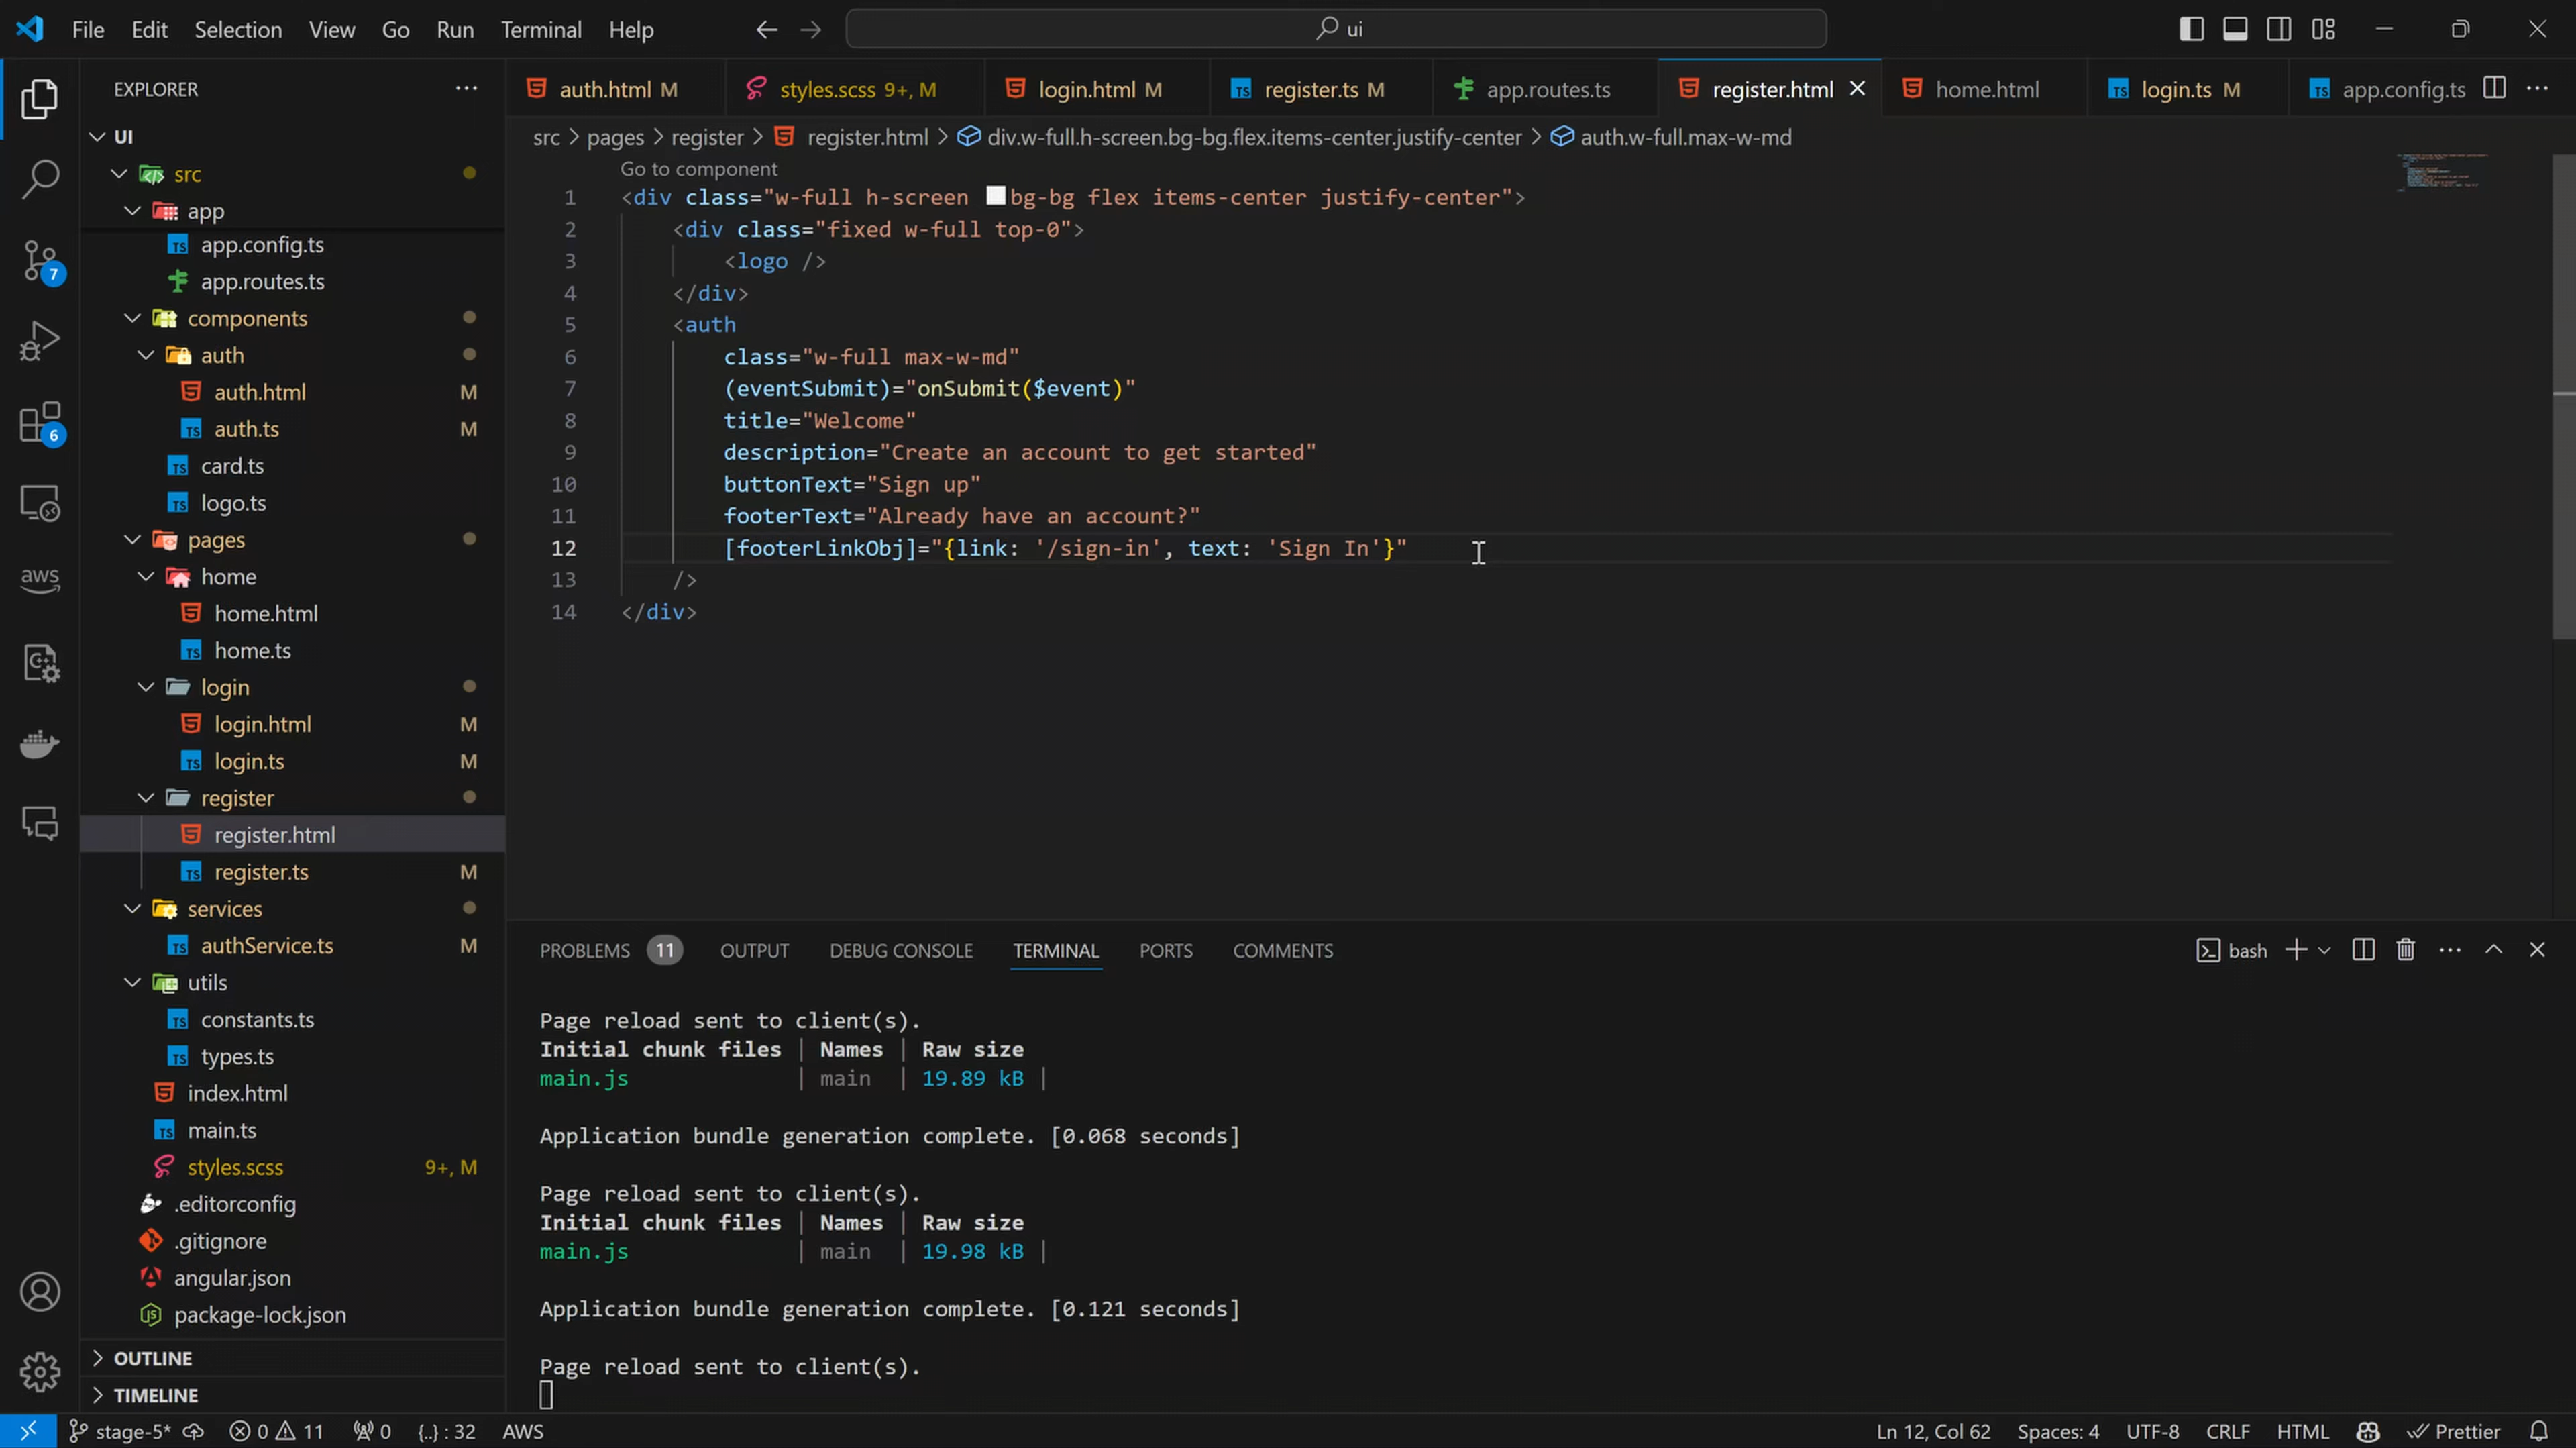 File Edit Selection View Go Run Terminal Help
ui
EXPLORER
UI
src
app
app.config.ts
app.routes.ts
components
auth
auth.html M
auth.ts M
card.ts
logo.ts
pages
home
home.html
home.ts
login
login.html M
login.ts M
register
register.html
register.ts M
services
authService.ts M
utils
constants.ts
types.ts
index.html
main.ts
styles.scss 9+, M
.editorconfig
.gitignore
angular.json
package-lock.json
OUTLINE
TIMELINE
7
6
aws
auth.html M styles.scss 9+, M login.html M register.ts M app.routes.ts register.html home.html login.ts M app.config.ts
src > pages > register > register.html > div.w-full.h-screen.bg-bg.flex.items-center.justify-center > auth.w-full.max-w-md
Go to component
1 <div class="w-full h-screen bg-bg flex items-center justify-center">
2 <div class="fixed w-full top-0">
3 <logo />
4 </div>
5 <auth
6 class="w-full max-w-md"
7 (eventSubmit)="onSubmit($event)"
8 title="Welcome"
9 description="Create an account to get started"
10 buttonText="Sign up"
11 footerText="Already have an account?"
12 [footerLinkObj]="{link: '/sign-in', text: 'Sign In'}"
13 />
14 </div>
PROBLEMS 11 OUTPUT DEBUG CONSOLE TERMINAL PORTS COMMENTS
bash
Page reload sent to client(s).
Initial chunk files | Names | Raw size
main.js | main | 19.89 kB |
Application bundle generation complete. [0.068 seconds]
Page reload sent to client(s).
Initial chunk files | Names | Raw size
main.js | main | 19.98 kB |
Application bundle generation complete. [0.121 seconds]
Page reload sent to client(s).
stage-5* 0 11 0 {..} : 32 AWS
Ln 12, Col 62 Spaces: 4 UTF-8 CRLF HTML Prettier